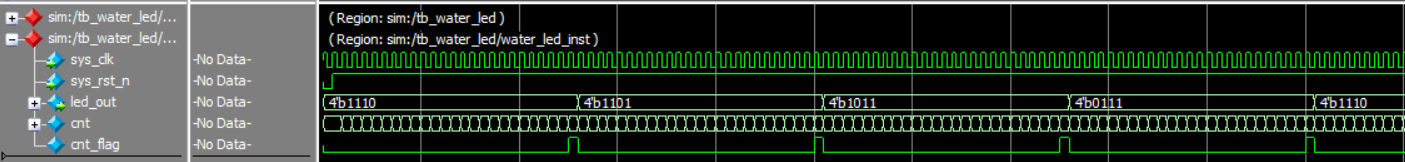 sim:/tb_water_led/... (Region: sim:/tb_water_led )
sim:/tb_water_led/... (Region: sim:/tb_water_led/water_led_inst )
sys_clk -No Data-
sys_rst_n -No Data-
led_out -No Data- 4'b1110 4'b1101 4'b1011 4'b0111 4'b1110
cnt -No Data-
cnt_flag -No Data-